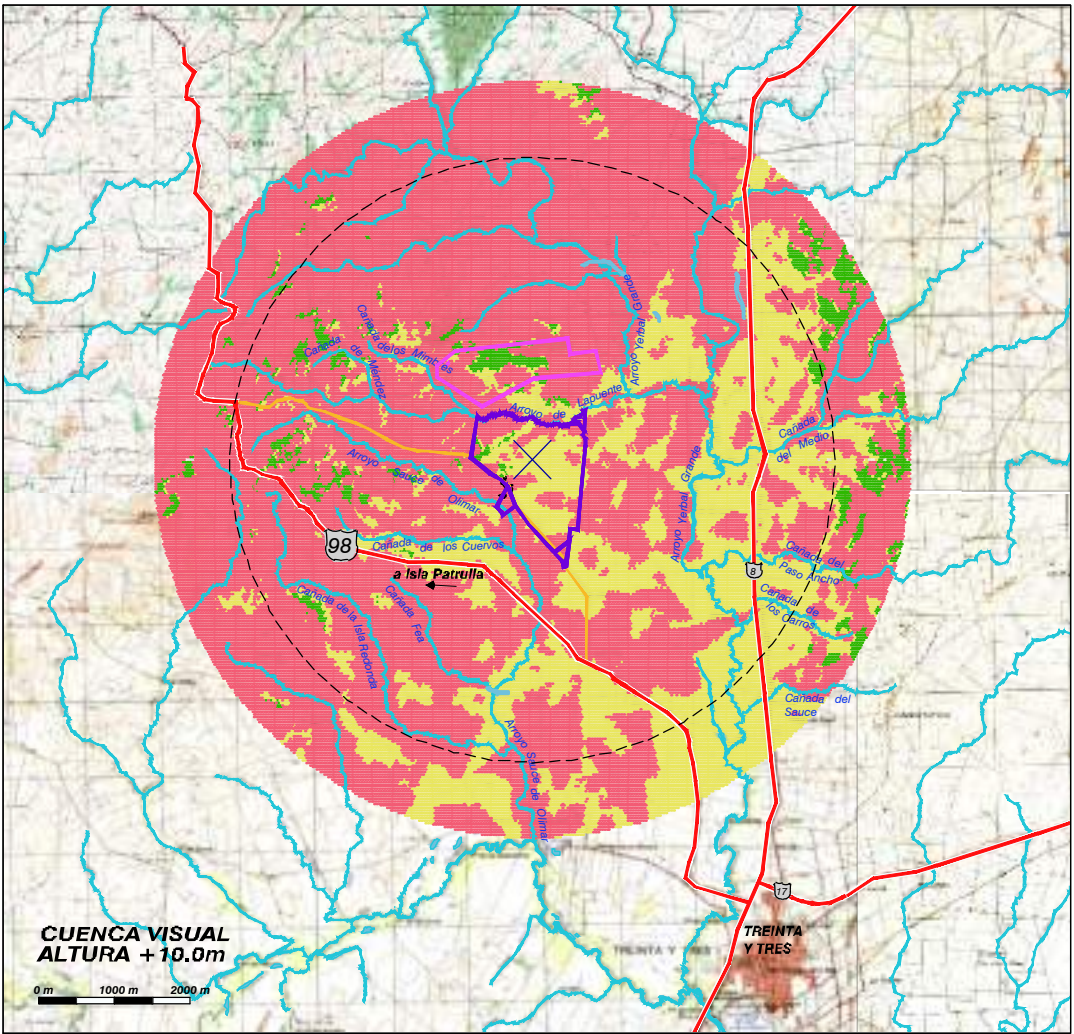 Arroyo Yerbal Grande
Cañada de los Mimbres
Cañada de Méndez
Arroyo de Lapuente
Cañada
del Medio
Arroyo Sauce de Olimar
Arroyo Yerbal Grande
98
Cañada de los Cuervos
a Isla Patrulla
Cañada del
Paso Ancho
8
Cañada de
los Carros
Cañada Fea
Cañada de la Isla Redonda
Cañada del
Sauce
Arroyo Sauce de Olimar
17
TREINTA
Y TRES
TREINTA Y TRES
CUENCA VISUAL
ALTURA +10.0m
0 m 1000 m 2000 m